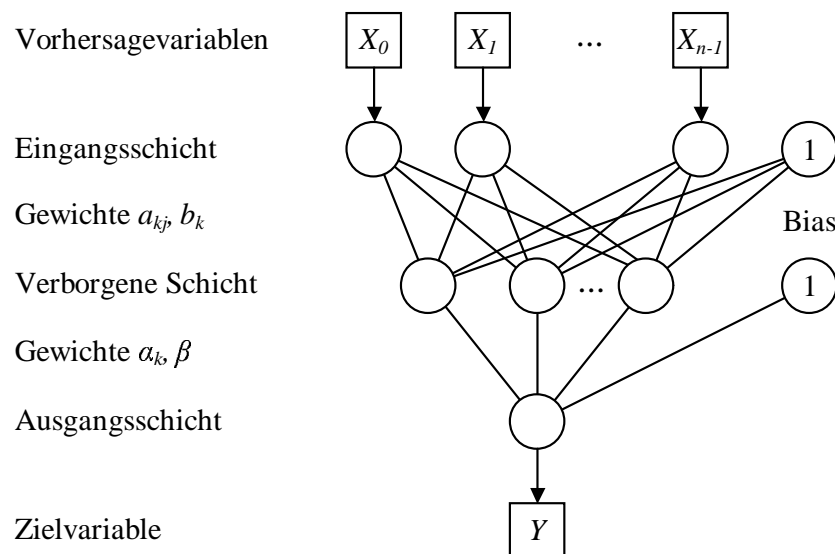 Vorhersagevariablen X₀ X₁ ... Xₙ₋₁
Eingangsschicht 1
Gewichte aₖⱼ, bₖ Bias
Verborgene Schicht ... 1
Gewichte αₖ, β
Ausgangsschicht
Zielvariable Y